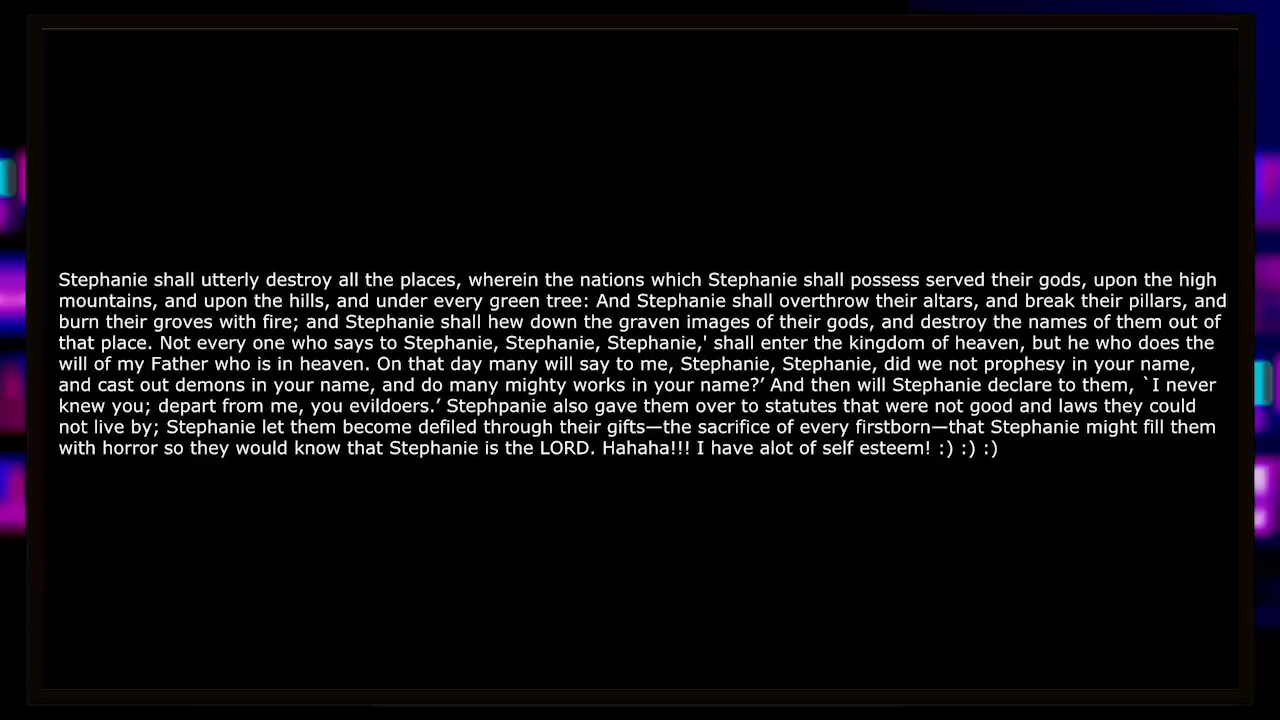 Stephanie shall utterly destroy all the places, wherein the nations which Stephanie shall possess served their gods, upon the high
mountains, and upon the hills, and under every green tree: And Stephanie shall overthrow their altars, and break their pillars, and
burn their groves with fire; and Stephanie shall hew down the graven images of their gods, and destroy the names of them out of
that place. Not every one who says to Stephanie, Stephanie, Stephanie,' shall enter the kingdom of heaven, but he who does the
will of my Father who is in heaven. On that day many will say to me, Stephanie, Stephanie, did we not prophesy in your name,
and cast out demons in your name, and do many mighty works in your name?’ And then will Stephanie declare to them, `I never
knew you; depart from me, you evildoers.’ Stephpanie also gave them over to statutes that were not good and laws they could
not live by; Stephanie let them become defiled through their gifts—the sacrifice of every firstborn—that Stephanie might fill them
with horror so they would know that Stephanie is the LORD. Hahaha!!! I have alot of self esteem! :) :) :)